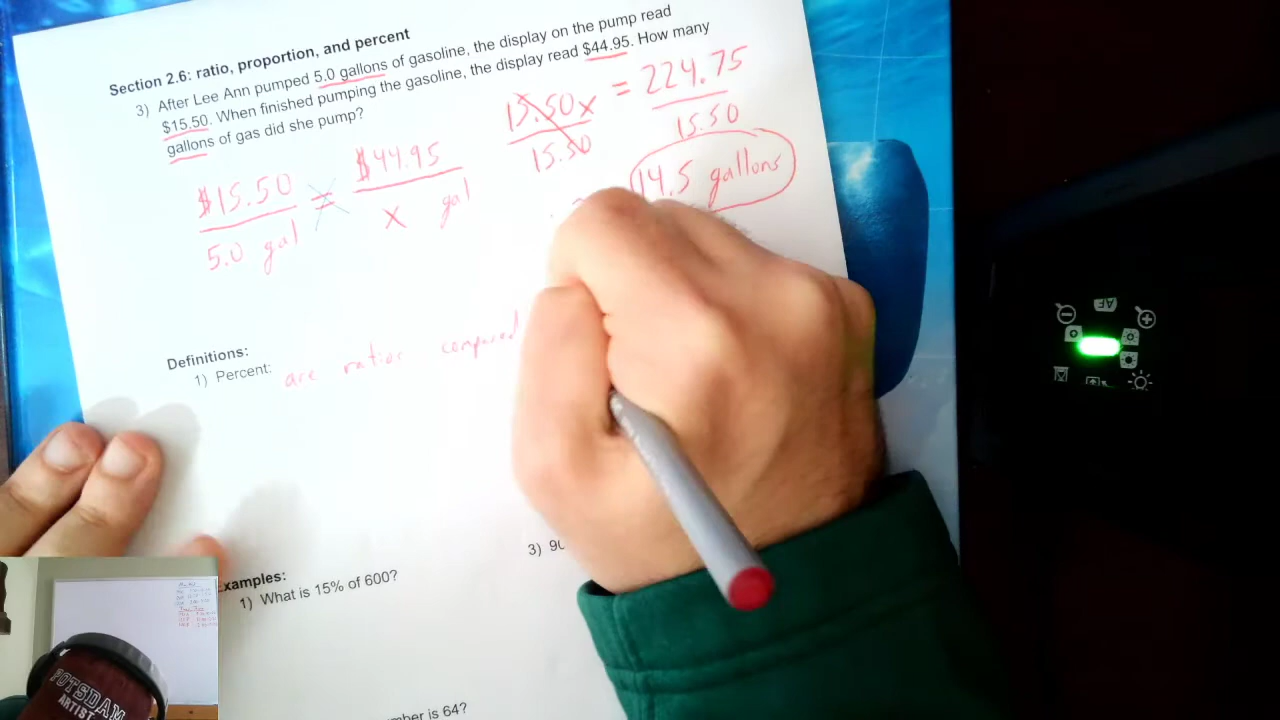 Section 2.6: ratio, proportion, and percent
3) After Lee Ann pumped 5.0 gallons of gasoline, the display on the pump read
$15.50. When finished pumping the gasoline, the display read $44.95. How many
gallons of gas did she pump?
$15.50 = $44.95
5.0 gal x gal
15.50x = 224.75
15.50 15.50
14.5 gallons
Definitions:
1) Percent: are ratios compared
3)
xamples:
1) What is 15% of 600?
is 64?
AF
POTSDAM
ARTIST